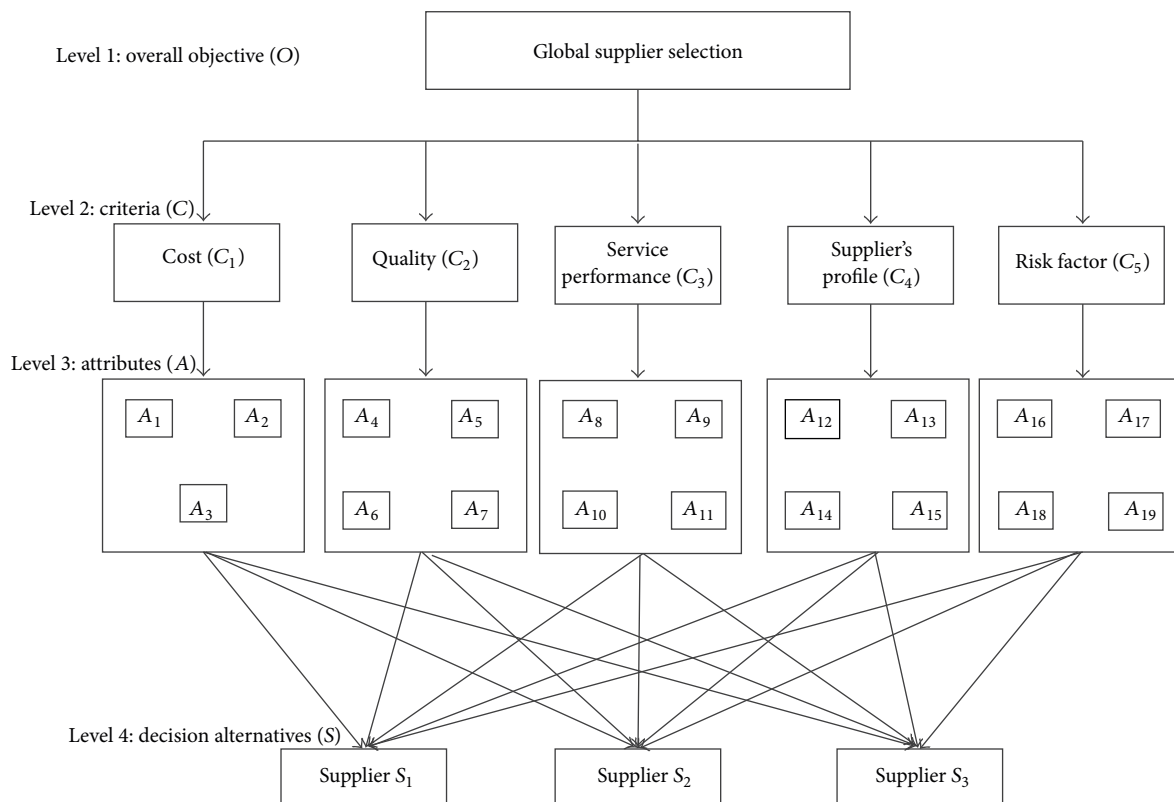 Level 1: overall objective (O)
Global supplier selection
Level 2: criteria (C)
Cost (C₁)
Quality (C₂)
Service
performance (C₃)
Supplier's
profile (C₄)
Risk factor (C₅)
Level 3: attributes (A)
A₁ A₂ A₄ A₅ A₈ A₉ A₁₂ A₁₃ A₁₆ A₁₇
A₃ A₆ A₇ A₁₀ A₁₁ A₁₄ A₁₅ A₁₈ A₁₉
Level 4: decision alternatives (S)
Supplier S₁
Supplier S₂
Supplier S₃